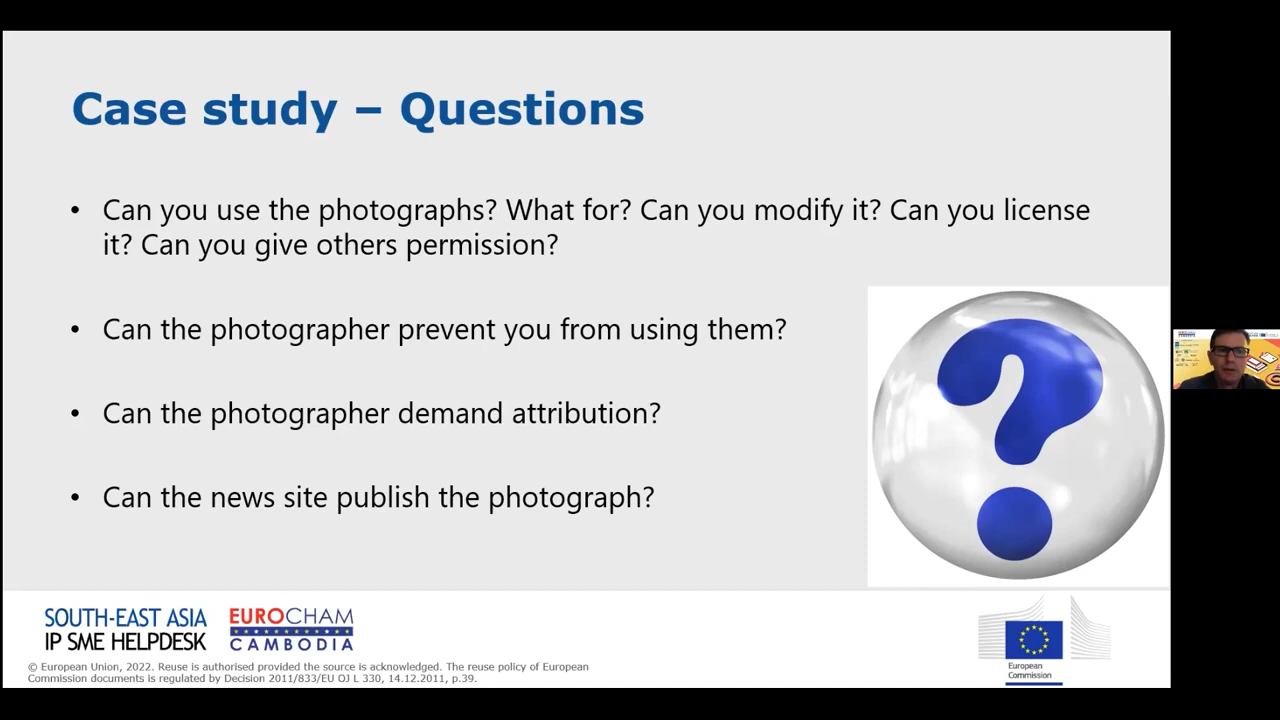 Case study – Questions
• Can you use the photographs? What for? Can you modify it? Can you license
it? Can you give others permission?
• Can the photographer prevent you from using them?
• Can the photographer demand attribution?
• Can the news site publish the photograph?
SOUTH-EAST ASIA
IP SME HELPDESK
EUROCHAM
CAMBODIA
European
Commission
© European Union, 2022. Reuse is authorised provided the source is acknowledged. The reuse policy of European
Commission documents is regulated by Decision 2011/833/EU OJ L 330, 14.12.2011, p.39.